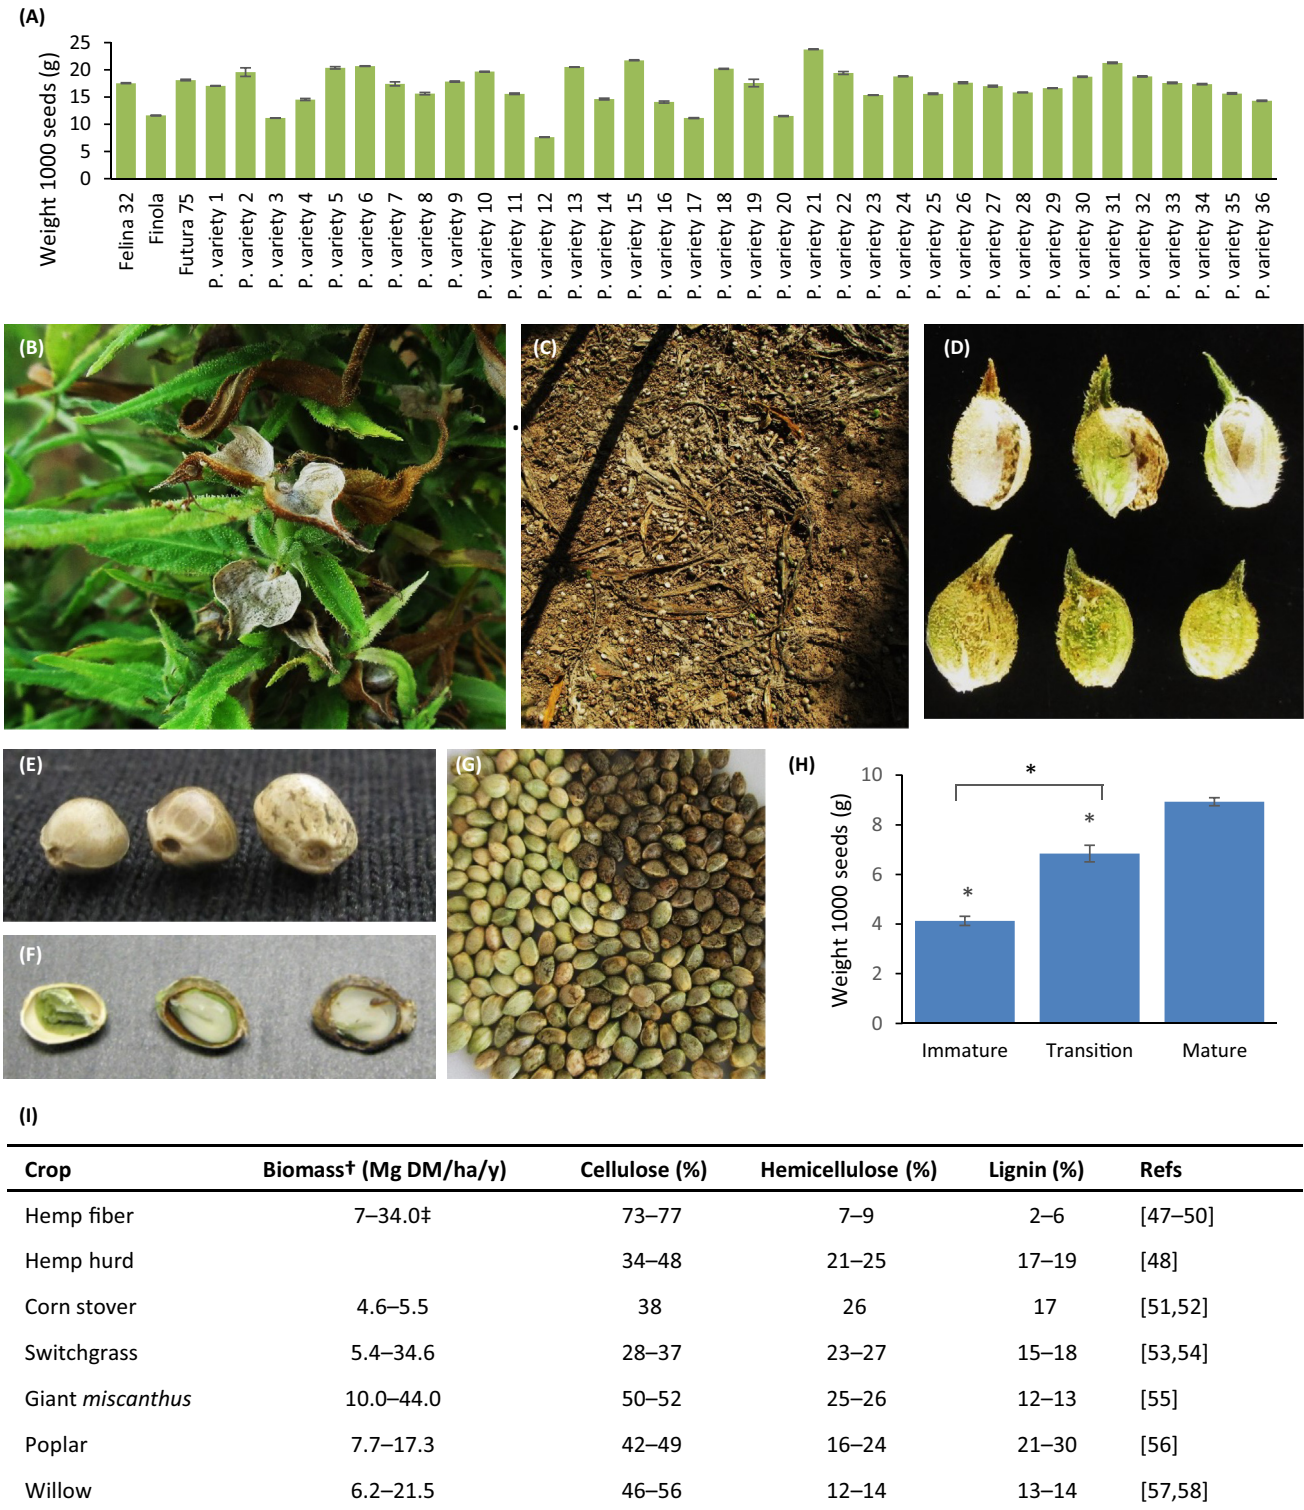 (A)
Weight 1000 seeds (g)
25
20
15
10
5
0
Felina 32
Finola
Futura 75
P. variety 1
P. variety 2
P. variety 3
P. variety 4
P. variety 5
P. variety 6
P. variety 7
P. variety 8
P. variety 9
P. variety 10
P. variety 11
P. variety 12
P. variety 13
P. variety 14
P. variety 15
P. variety 16
P. variety 17
P. variety 18
P. variety 19
P. variety 20
P. variety 21
P. variety 22
P. variety 23
P. variety 24
P. variety 25
P. variety 26
P. variety 27
P. variety 28
P. variety 29
P. variety 30
P. variety 31
P. variety 32
P. variety 33
P. variety 34
P. variety 35
P. variety 36
(B)
(C)
(D)
(E)
(F)
(G)
(H)
Weight 1000 seeds (g)
10
8
6
4
2
0
*
*
*
Immature Transition Mature
(I)
Crop Biomass† (Mg DM/ha/y) Cellulose (%) Hemicellulose (%) Lignin (%) Refs
Hemp fiber 7–34.0‡ 73–77 7–9 2–6 [47–50]
Hemp hurd 34–48 21–25 17–19 [48]
Corn stover 4.6–5.5 38 26 17 [51,52]
Switchgrass 5.4–34.6 28–37 23–27 15–18 [53,54]
Giant miscanthus 10.0–44.0 50–52 25–26 12–13 [55]
Poplar 7.7–17.3 42–49 16–24 21–30 [56]
Willow 6.2–21.5 46–56 12–14 13–14 [57,58]